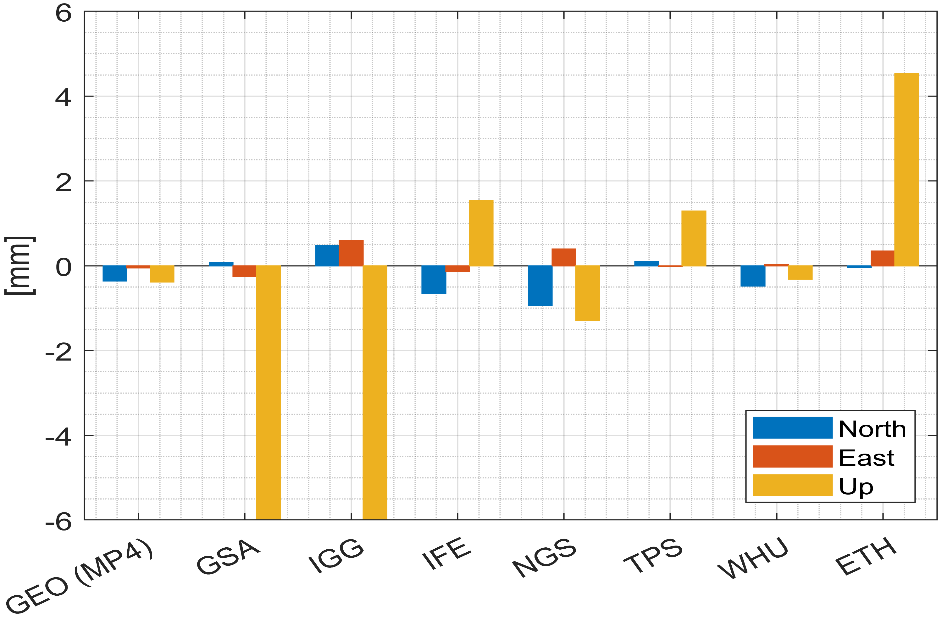 6
4
2
0
-2
-4
-6
[mm]
North
East
Up
GEO (MP4)
GSA
IGG
IFE
NGS
TPS
WHU
ETH